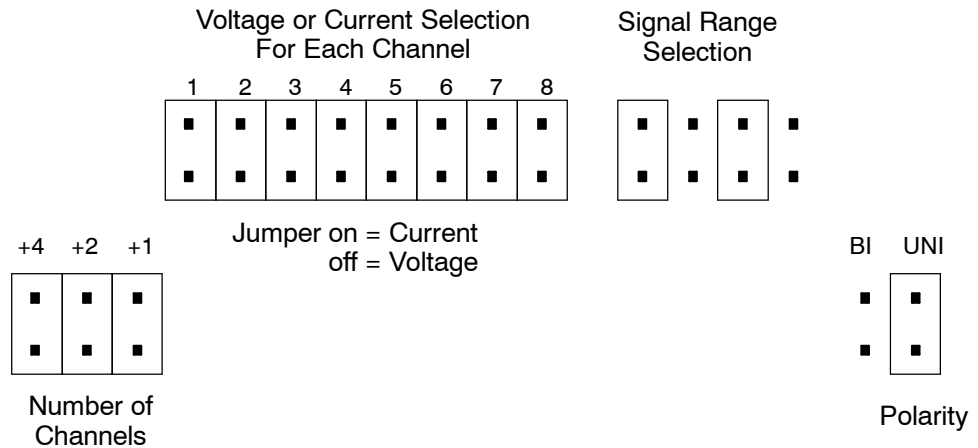 Voltage or Current Selection
For Each Channel
Signal Range
Selection
1 2 3 4 5 6 7 8
Jumper on = Current
off = Voltage
+4 +2 +1
BI UNI
Number of
Channels
Polarity